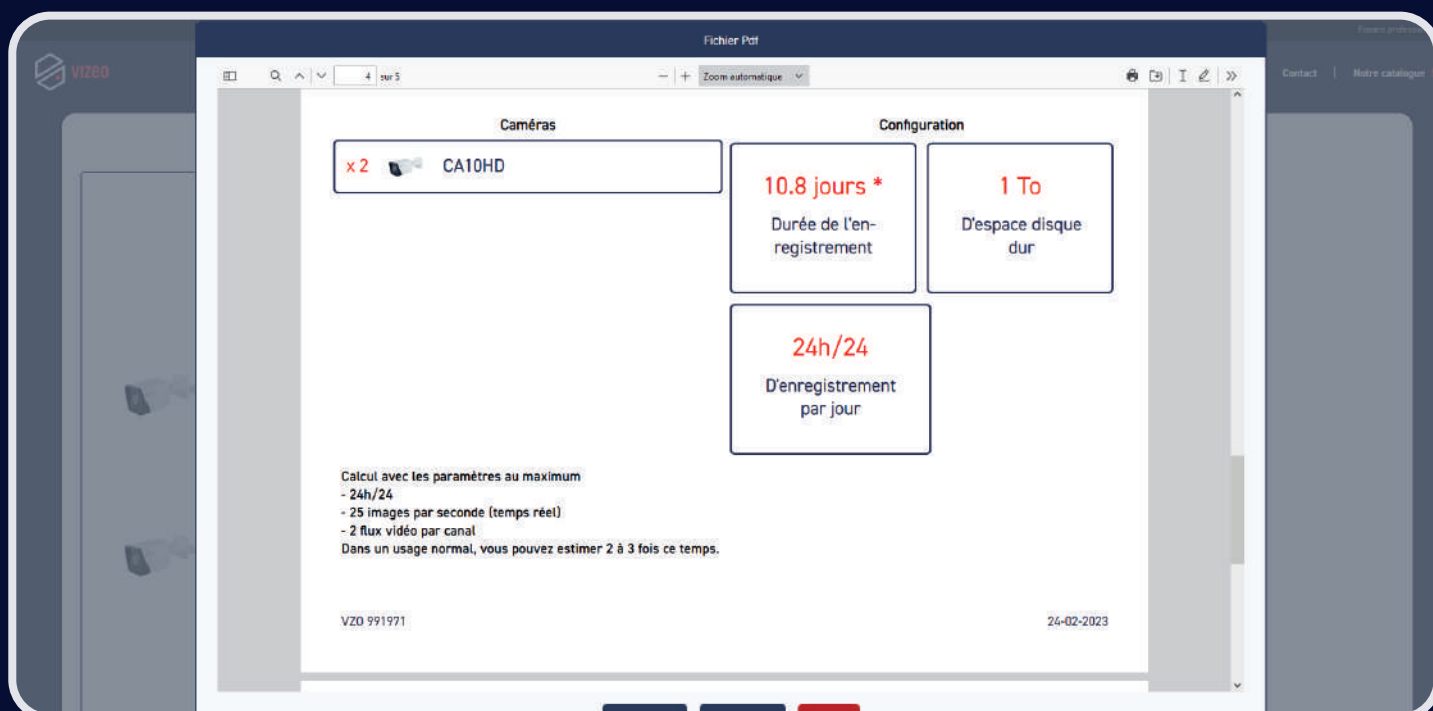 Fichier Pdf
VIZEO
4 sur 5
Zoom automatique
Contact | Notre catalogue
Caméras
Configuration
x 2 CA10HD
10.8 jours *
Durée de l'en-
registrement
1 To
D'espace disque
dur
24h/24
D'enregistrement
par jour
Calcul avec les paramètres au maximum
- 24h/24
- 25 images par seconde (temps réel)
- 2 flux vidéo par canal
Dans un usage normal, vous pouvez estimer 2 à 3 fois ce temps.
VZO 991971
24-02-2023